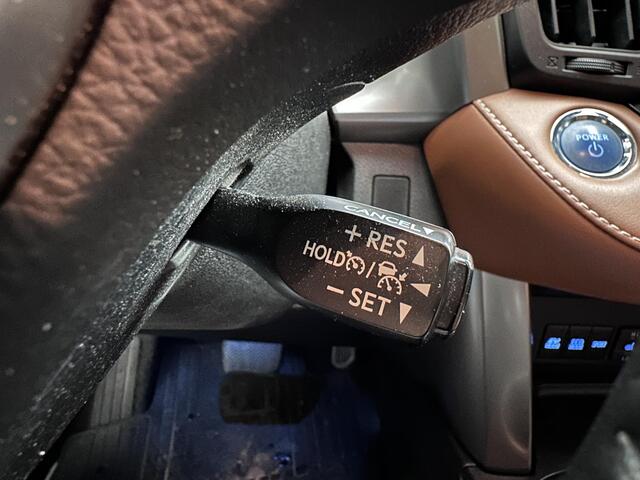 CANCEL▼
+ RES ▲
HOLD / ◀
− SET ▼
POWER